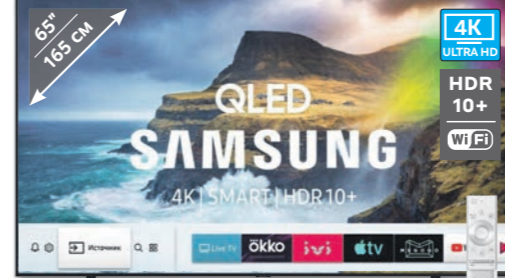 65"
165 см
4K
ULTRA HD
HDR
10+
WiFi
QLED
SAMSUNG
4K | SMART | HDR 10+
Источник
Live TV
ökko
ivi
tv